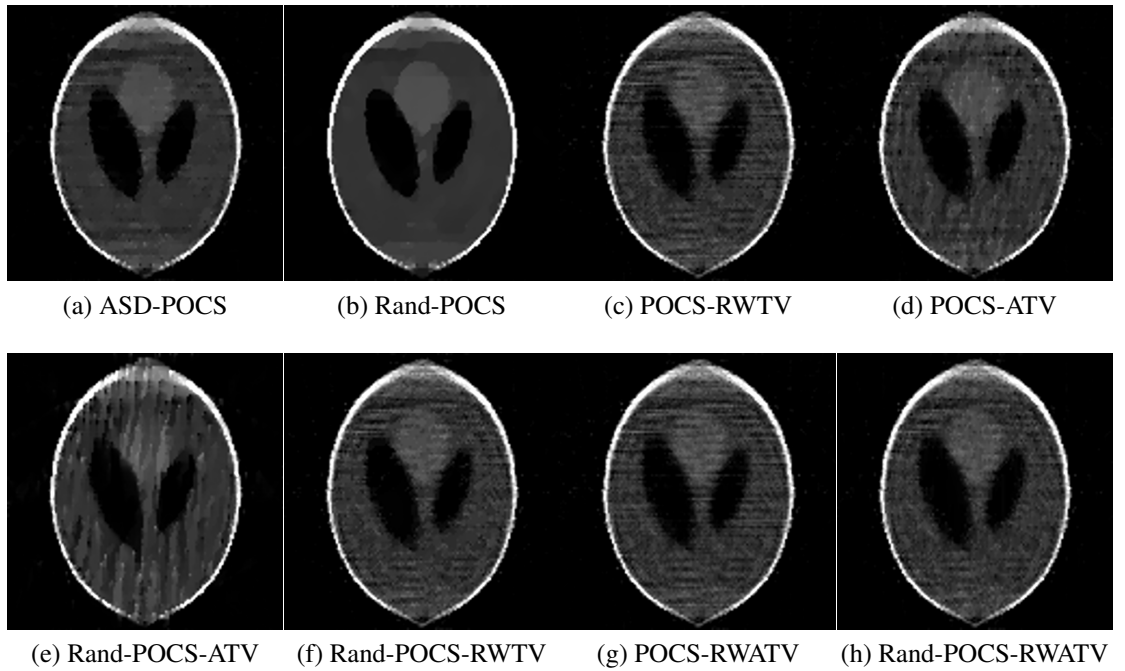 (a) ASD-POCS
(b) Rand-POCS
(c) POCS-RWTV
(d) POCS-ATV
(e) Rand-POCS-ATV
(f) Rand-POCS-RWTV
(g) POCS-RWATV
(h) Rand-POCS-RWATV